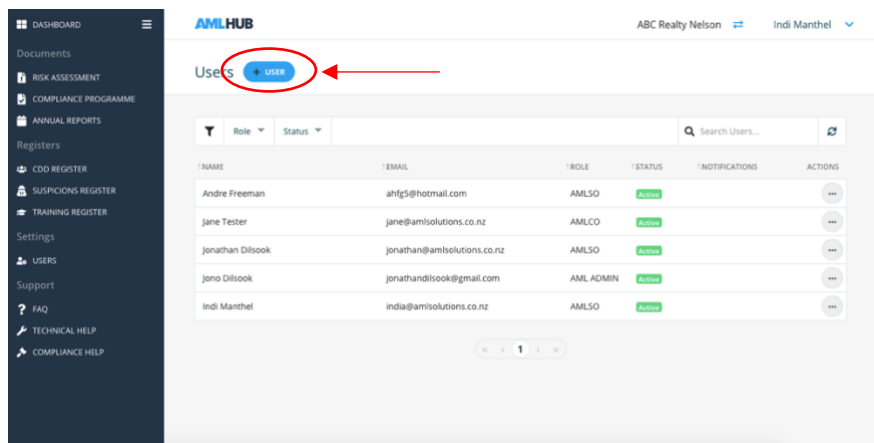 DASHBOARD
AMLHUB
ABC Realty Nelson
Indi Manthel
Documents
RISK ASSESSMENT
COMPLIANCE PROGRAMME
ANNUAL REPORTS
Registers
CDD REGISTER
SUSPICIONS REGISTER
TRAINING REGISTER
Settings
USERS
Support
? FAQ
TECHNICAL HELP
COMPLIANCE HELP
Users + USER
Role Status Search Users...
NAME EMAIL ROLE STATUS NOTIFICATIONS ACTIONS
Andre Freeman ahfg5@hotmail.com AMLSO Active ...
Jane Tester jane@amlsolutions.co.nz AMLCO Active ...
Jonathan Dilsook jonathan@amlsolutions.co.nz AMLSO Active ...
Jono Dilsook jonathandilsook@gmail.com AML ADMIN Active ...
Indi Manthel india@amlsolutions.co.nz AMLSO Active ...
« ‹ 1 › »